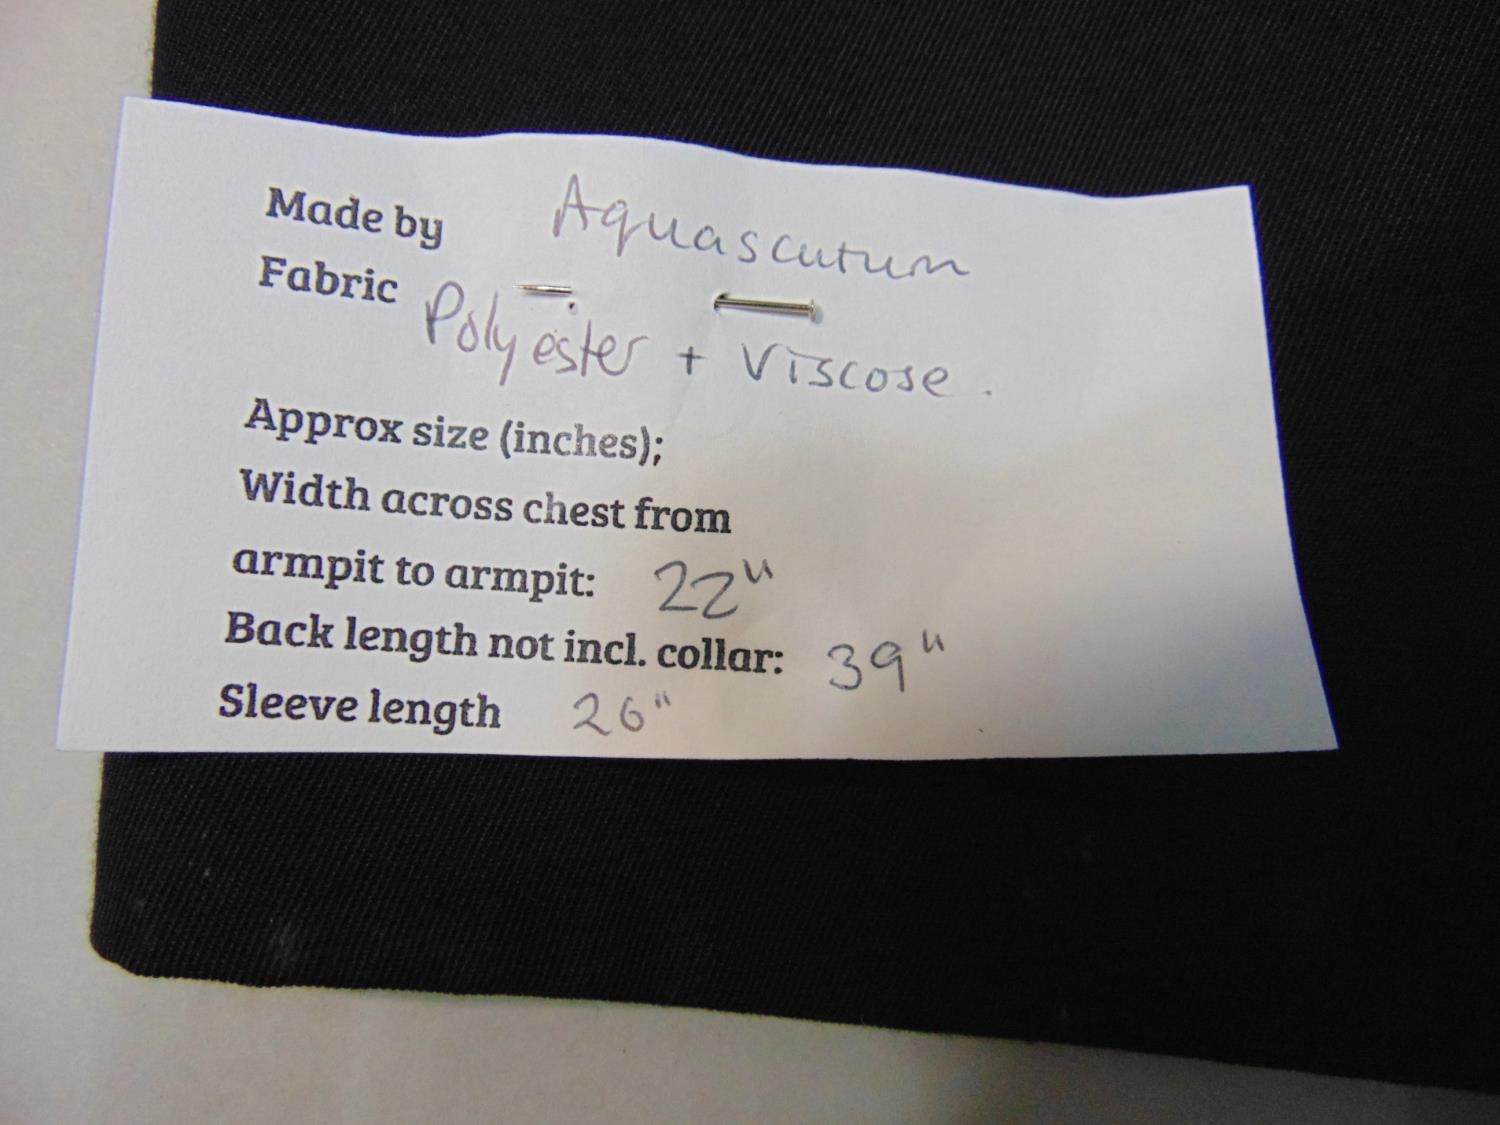 Made by Aquascutum
Fabric Polyester + Viscose.
Approx size (inches);
Width across chest from
armpit to armpit: 22"
Back length not incl. collar: 39"
Sleeve length 26"